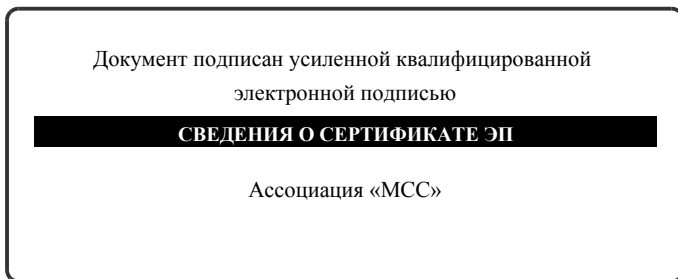 Документ подписан усиленной квалифицированной
электронной подписью
СВЕДЕНИЯ О СЕРТИФИКАТЕ ЭП
Ассоциация «МСС»